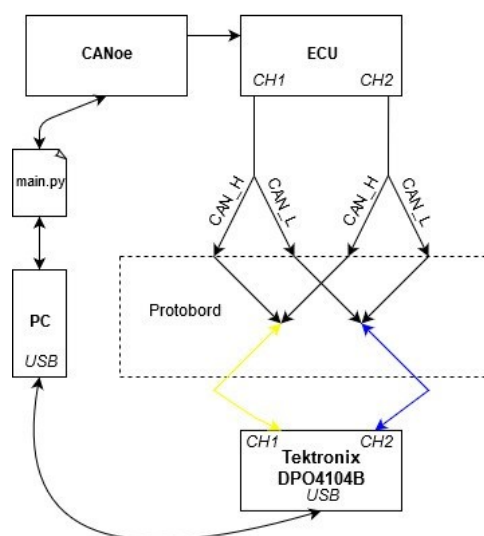 CANoe
ECU
CH1
CH2
main.py
CAN_H
CAN_L
CAN_H
CAN_L
Protobord
PC
USB
CH1
CH2
Tektronix
DPO4104B
USB